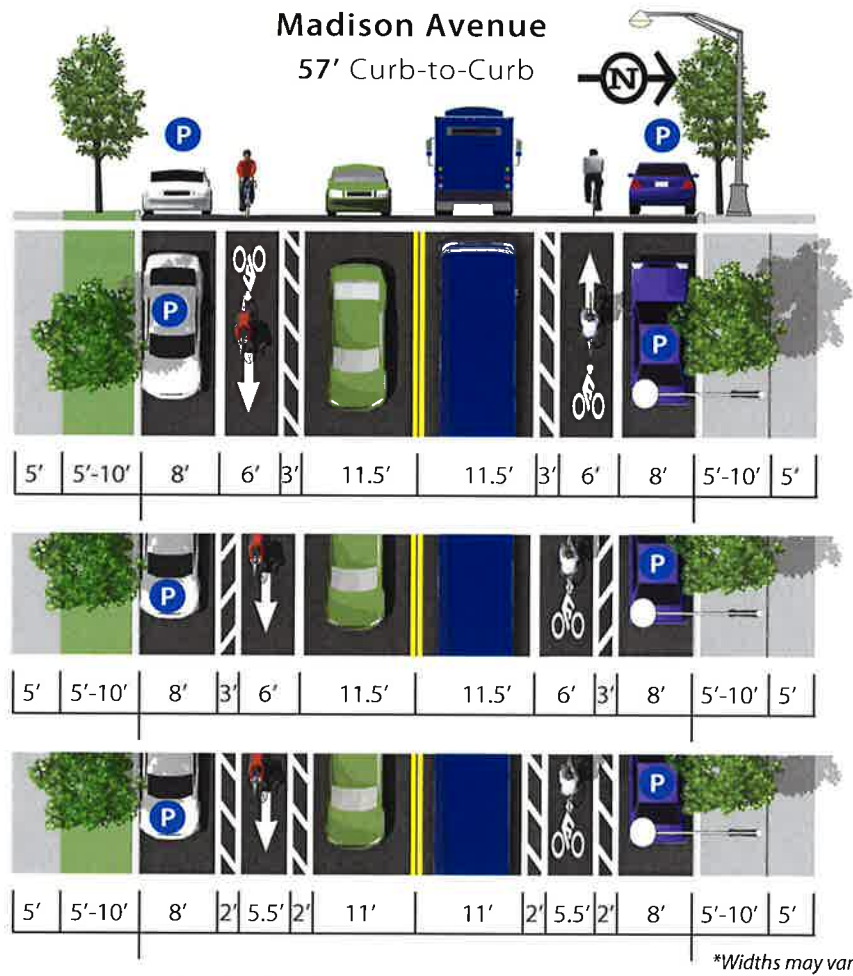 Madison Avenue
57' Curb-to-Curb
N
P P
P P
5' 5'-10' 8' 6' 3' 11.5' 11.5' 3' 6' 8' 5'-10' 5'
P P
5' 5'-10' 8' 3' 6' 11.5' 11.5' 6' 3' 8' 5'-10' 5'
P P
5' 5'-10' 8' 2' 5.5' 2' 11' 11' 2' 5.5' 2' 8' 5'-10' 5'
*Widths may var